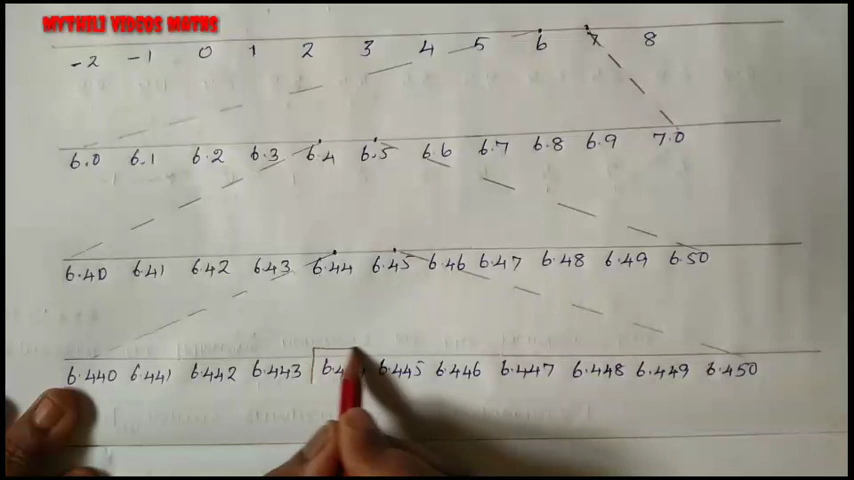 MYTHILI VIDEOS MATHS
-2 -1 0 1 2 3 4 5 6 7 8
6.0 6.1 6.2 6.3 6.4 6.5 6.6 6.7 6.8 6.9 7.0
6.40 6.41 6.42 6.43 6.44 6.45 6.46 6.47 6.48 6.49 6.50
6.440 6.441 6.442 6.443 6.445 6.446 6.447 6.448 6.449 6.450